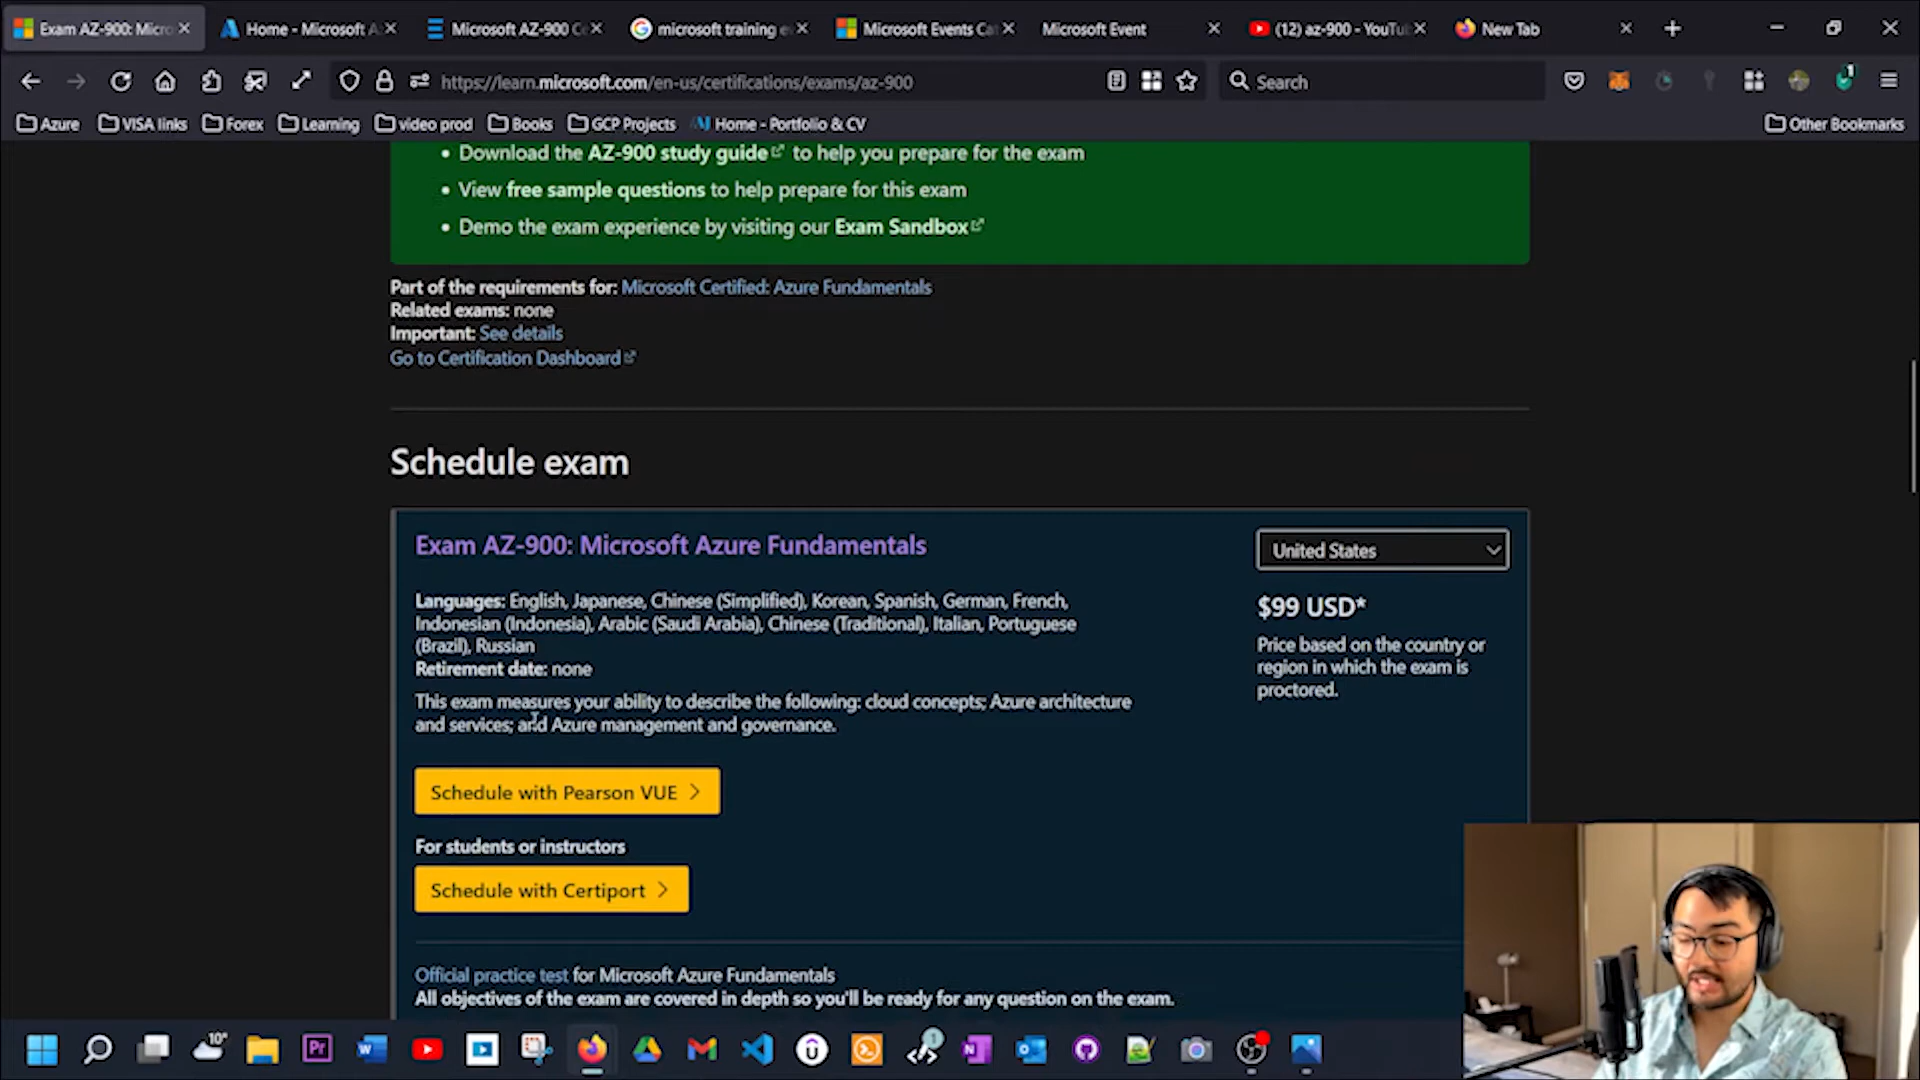 Exam AZ-900: Micro
Home - Microsoft A
Microsoft AZ-900 Ce
microsoft training e
Microsoft Events Cat
Microsoft Event
(12) az-900 - YouTu
New Tab
https://learn.microsoft.com/en-us/certifications/exams/az-900
Search
1
Azure
VISA links
Forex
Learning
video prod
Books
GCP Projects
Home - Portfolio & CV
Other Bookmarks
• Download the AZ-900 study guide to help you prepare for the exam
• View free sample questions to help prepare for this exam
• Demo the exam experience by visiting our Exam Sandbox
Part of the requirements for: Microsoft Certified: Azure Fundamentals
Related exams: none
Important: See details
Go to Certification Dashboard
Schedule exam
Exam AZ-900: Microsoft Azure Fundamentals
United States
Languages: English, Japanese, Chinese (Simplified), Korean, Spanish, German, French,
Indonesian (Indonesia), Arabic (Saudi Arabia), Chinese (Traditional), Italian, Portuguese
(Brazil), Russian
Retirement date: none
$99 USD*
Price based on the country or
region in which the exam is
proctored.
This exam measures your ability to describe the following: cloud concepts; Azure architecture
and services; and Azure management and governance.
Schedule with Pearson VUE
For students or instructors
Schedule with Certiport
Official practice test for Microsoft Azure Fundamentals
All objectives of the exam are covered in depth so you'll be ready for any question on the exam.
10°
Pr
W
1
N